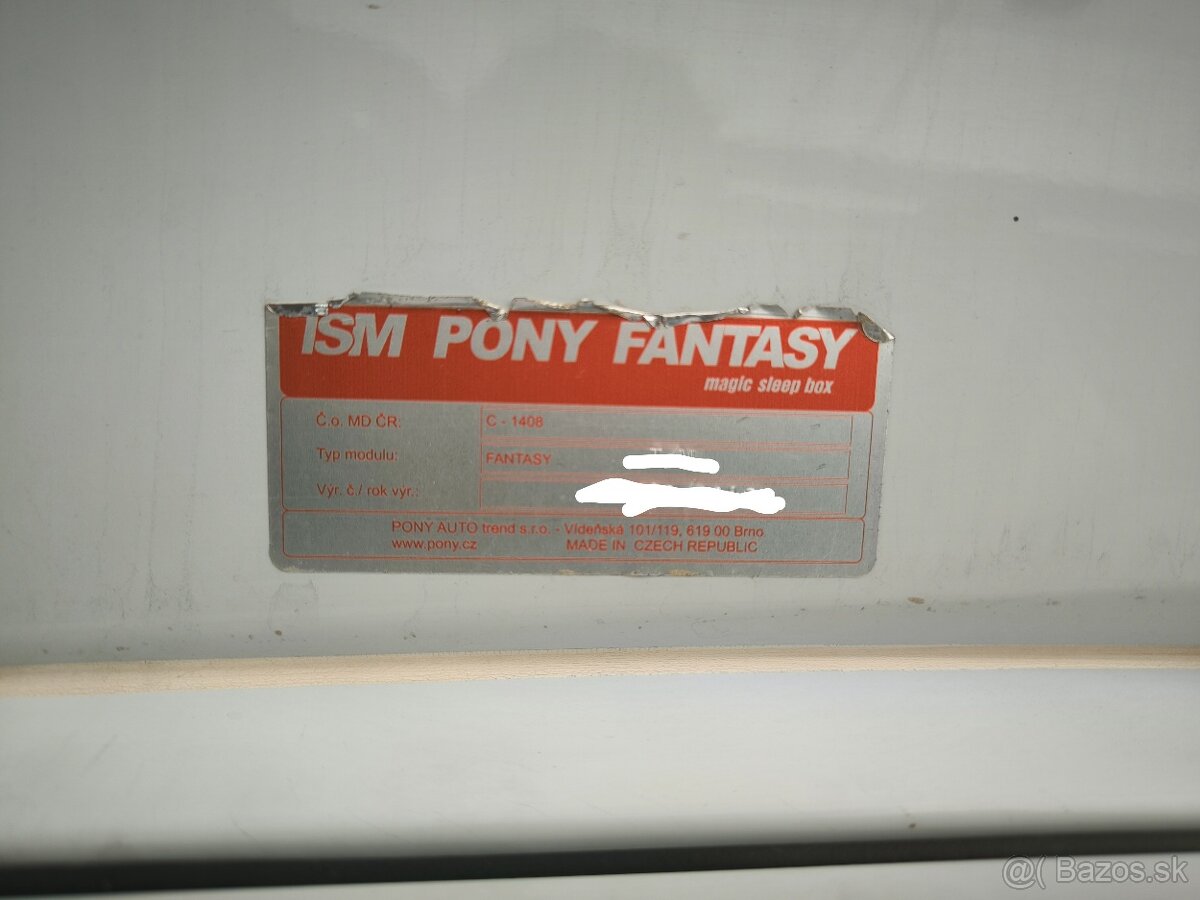 ISM PONY FANTASY
magic sleep box
Č.o. MD ČR: C - 1408
Typ modulu: FANTASY
Výr. č./ rok výr.:
PONY AUTO trend s.r.o. - Vídeňská 101/119, 619 00 Brno
www.pony.cz MADE IN CZECH REPUBLIC
@( Bazos.sk